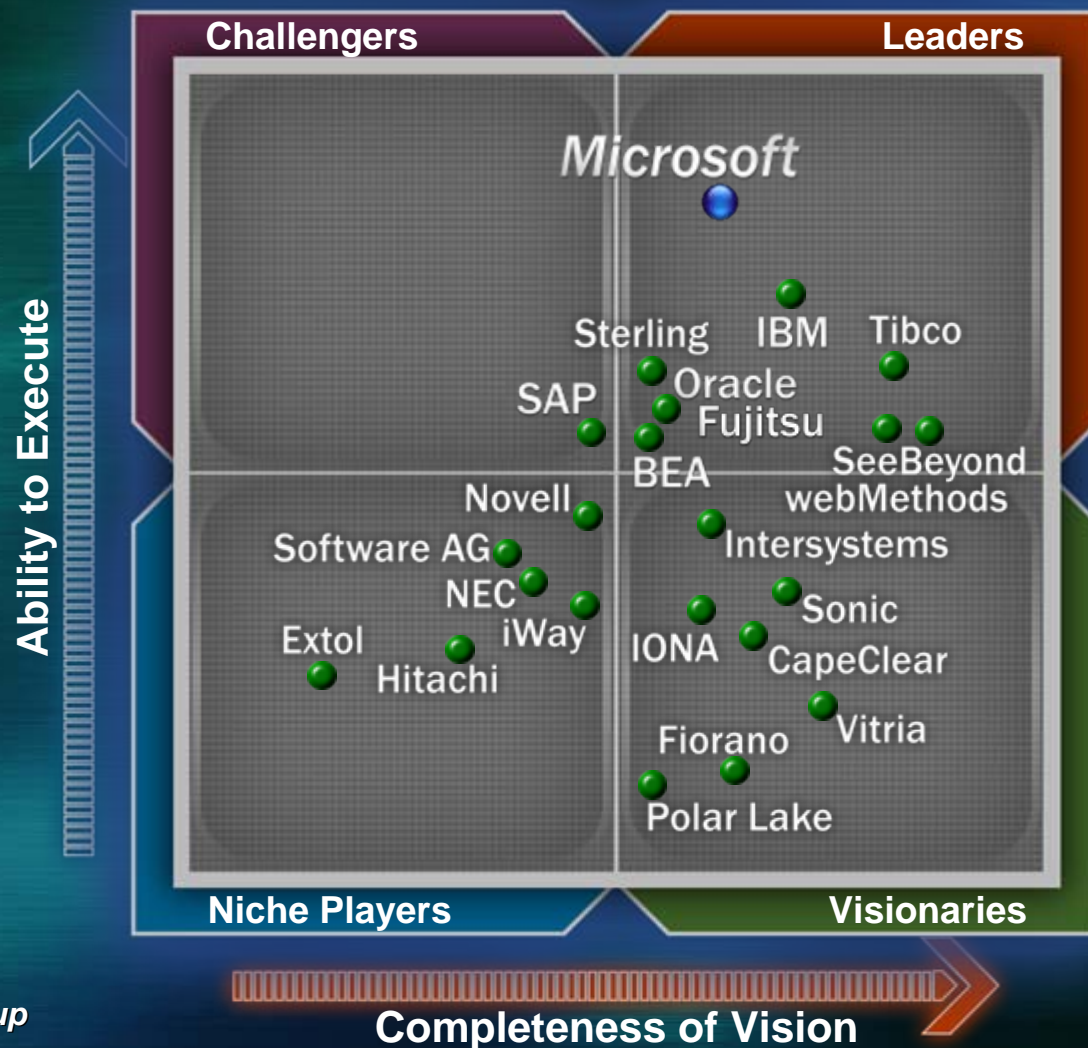 Challengers
Leaders
Microsoft
IBM
Tibco
Sterling
Oracle
SAP
Fujitsu
BEA
SeeBeyond
webMethods
Novell
Intersystems
Software AG
NEC
Sonic
iWay
IONA
Extol
CapeClear
Hitachi
Vitria
Fiorano
Polar Lake
Niche Players
Visionaries
Ability to Execute
Completeness of Vision
up